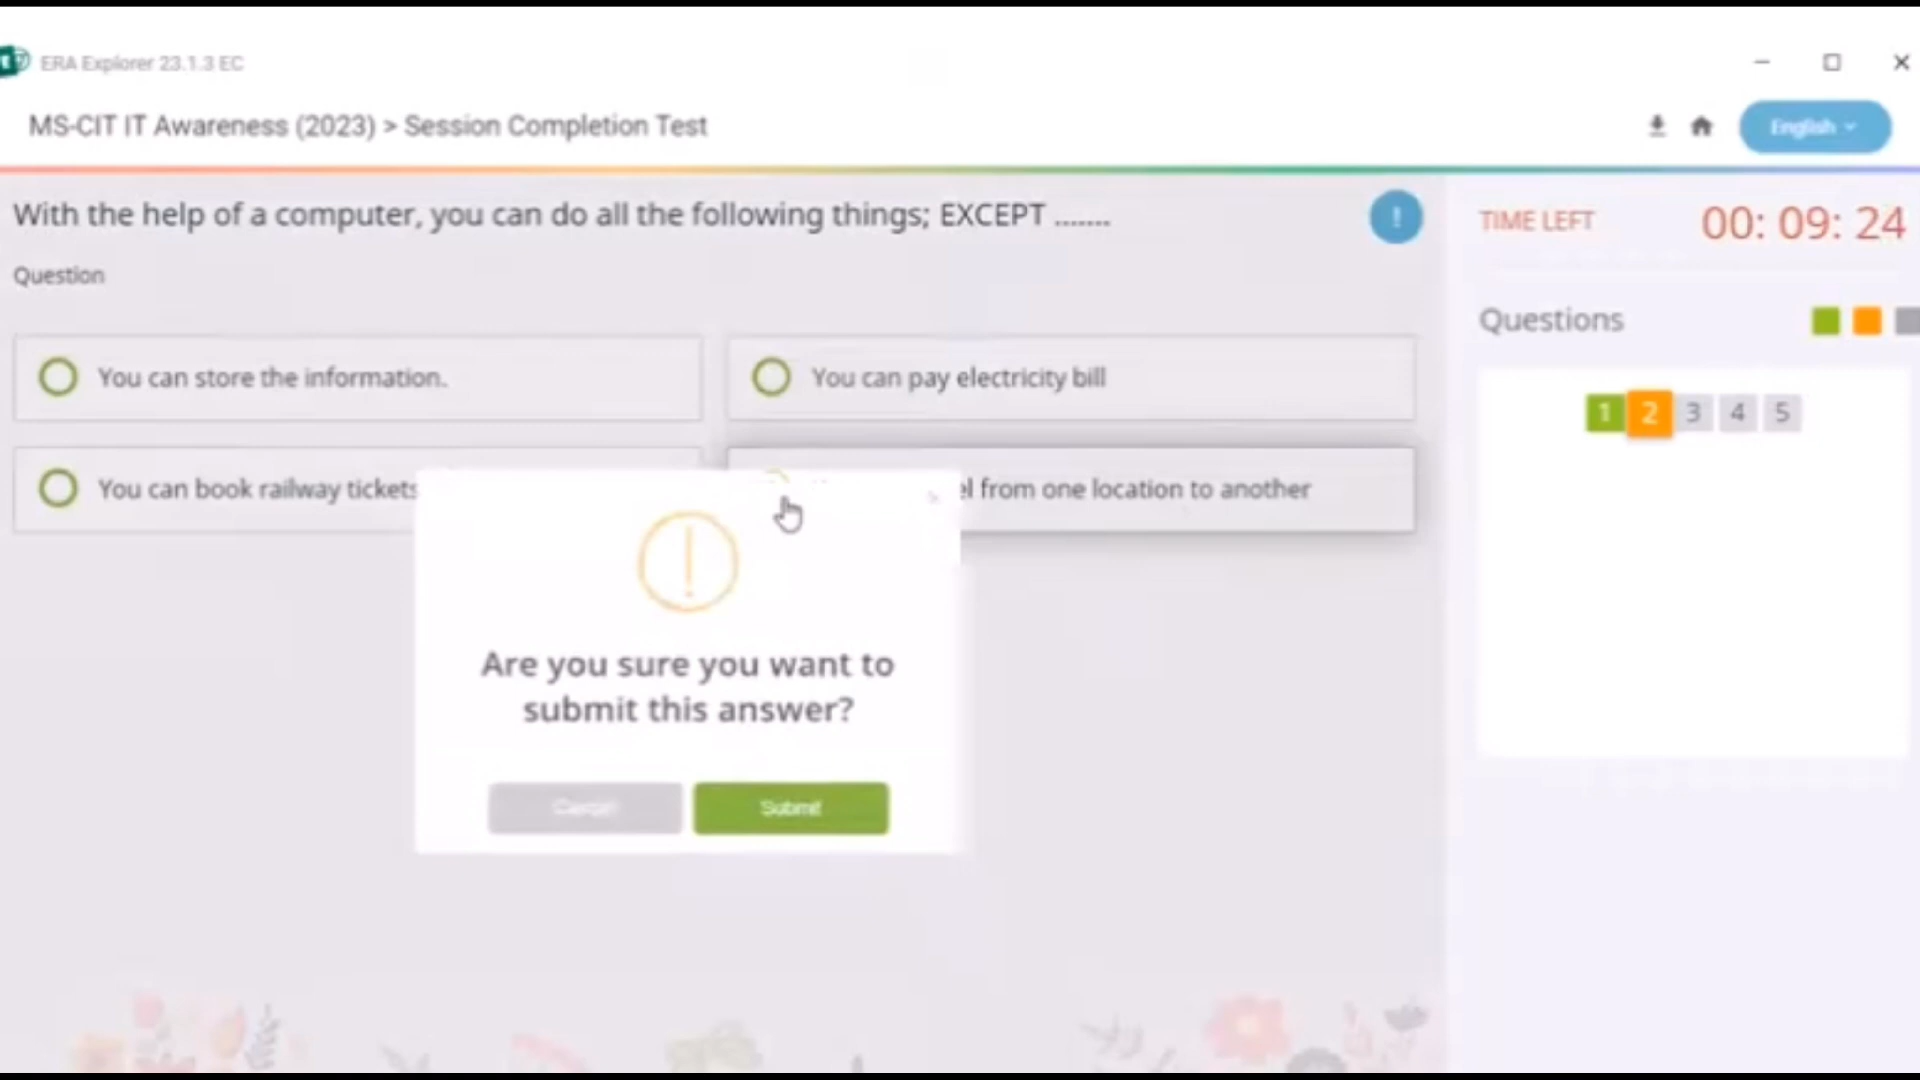 ERA Explorer 23.1.3 EC
MS-CIT IT Awareness (2023) > Session Completion Test
English
With the help of a computer, you can do all the following things; EXCEPT .......
!
TIME LEFT
00: 09: 24
Question
Questions
You can store the information.
You can pay electricity bill
1 2 3 4 5
You can book railway tickets
from one location to another
Are you sure you want to
submit this answer?
Cancel
Submit